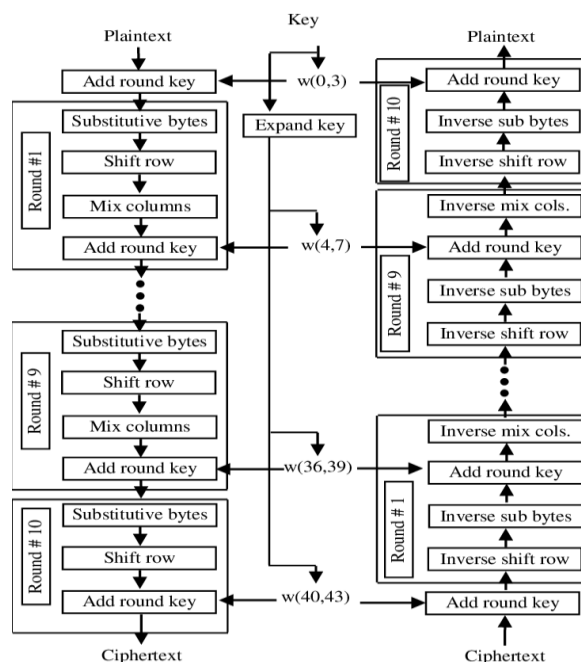 Key
Plaintext
Add round key
Round #1
Substitutive bytes
Shift row
Mix columns
Add round key
Round # 9
Substitutive bytes
Shift row
Mix columns
Add round key
Round # 10
Substitutive bytes
Shift row
Add round key
Ciphertext
w(0,3)
Expand key
w(4,7)
w(36,39)
w(40,43)
Plaintext
Add round key
Round # 10
Inverse sub bytes
Inverse shift row
Inverse mix cols.
Add round key
Round # 9
Inverse sub bytes
Inverse shift row
Inverse mix cols.
Add round key
Round # 1
Inverse sub bytes
Inverse shift row
Add round key
Ciphertext